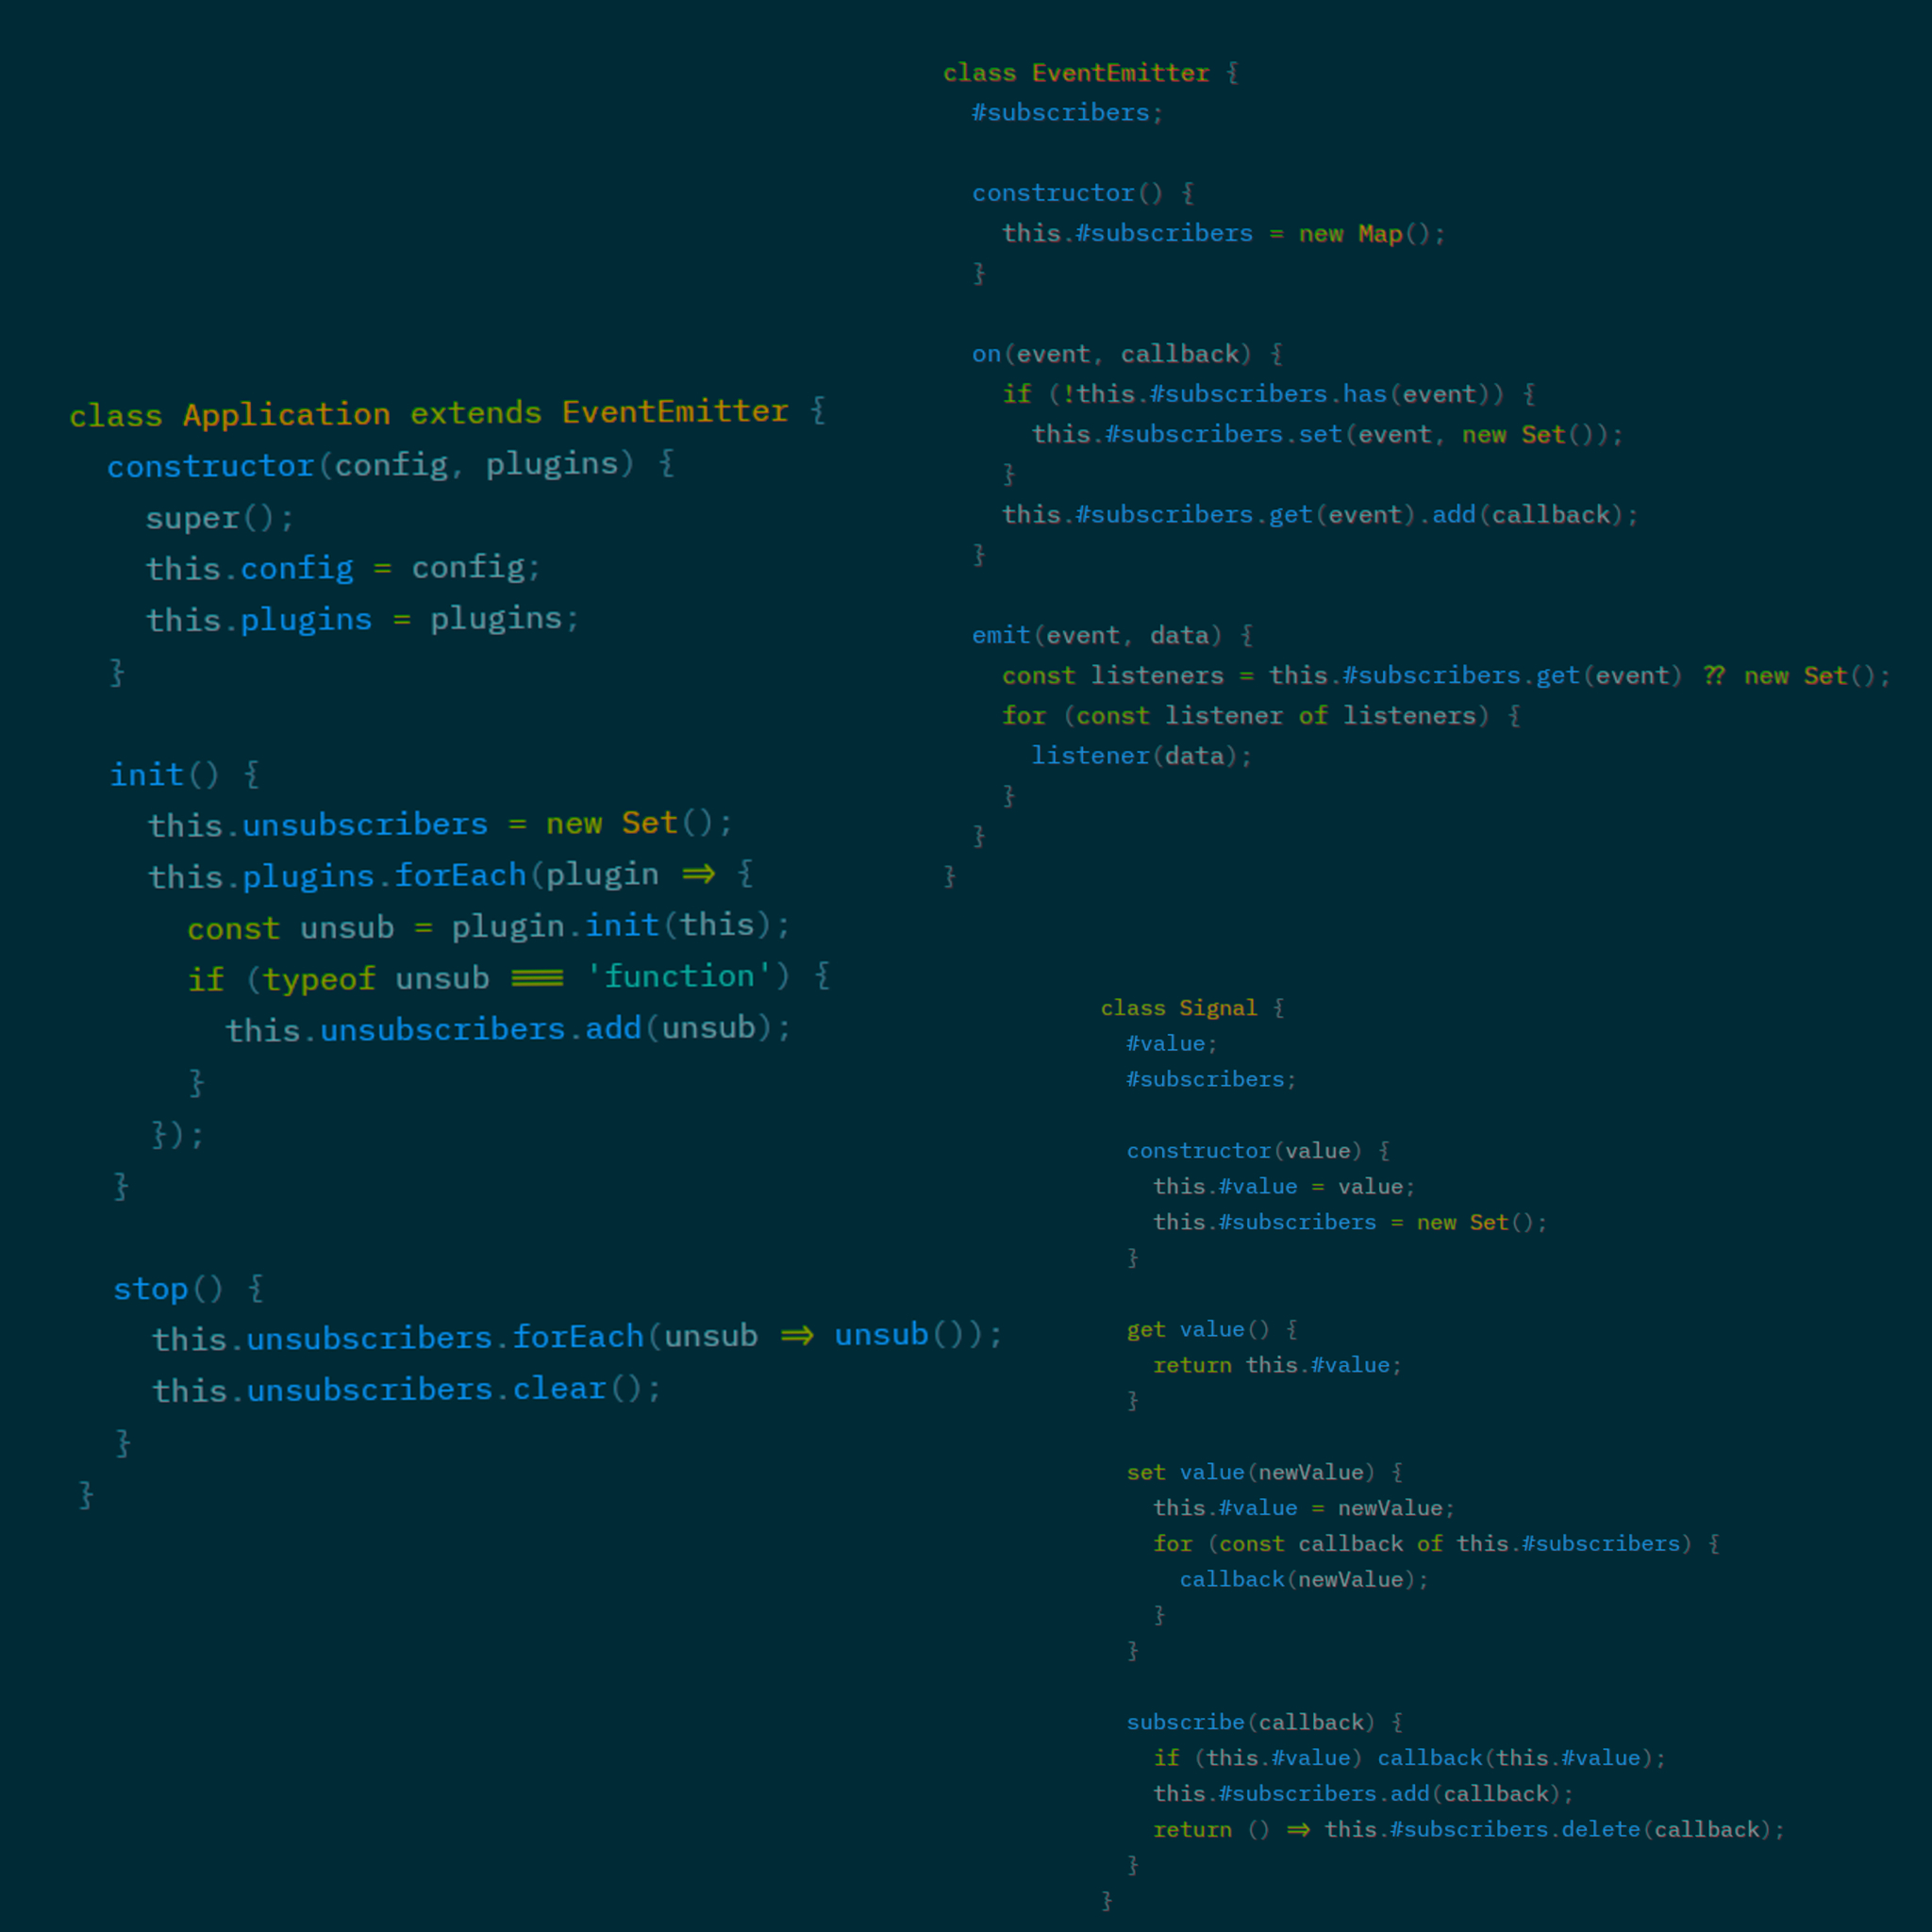 class Application extends EventEmitter {
  constructor(config, plugins) {
    super();
    this.config = config;
    this.plugins = plugins;
  }

  init() {
    this.unsubscribers = new Set();
    this.plugins.forEach(plugin => {
      const unsub = plugin.init(this);
      if (typeof unsub === 'function') {
        this.unsubscribers.add(unsub);
      }
    });
  }

  stop() {
    this.unsubscribers.forEach(unsub => unsub());
    this.unsubscribers.clear();
  }
}

class EventEmitter {
  #subscribers;

  constructor() {
    this.#subscribers = new Map();
  }

  on(event, callback) {
    if (!this.#subscribers.has(event)) {
      this.#subscribers.set(event, new Set());
    }
    this.#subscribers.get(event).add(callback);
  }

  emit(event, data) {
    const listeners = this.#subscribers.get(event) ?? new Set();
    for (const listener of listeners) {
      listener(data);
    }
  }
}

class Signal {
  #value;
  #subscribers;

  constructor(value) {
    this.#value = value;
    this.#subscribers = new Set();
  }

  get value() {
    return this.#value;
  }

  set value(newValue) {
    this.#value = newValue;
    for (const callback of this.#subscribers) {
      callback(newValue);
    }
  }

  subscribe(callback) {
    if (this.#value) callback(this.#value);
    this.#subscribers.add(callback);
    return () => this.#subscribers.delete(callback);
  }
}